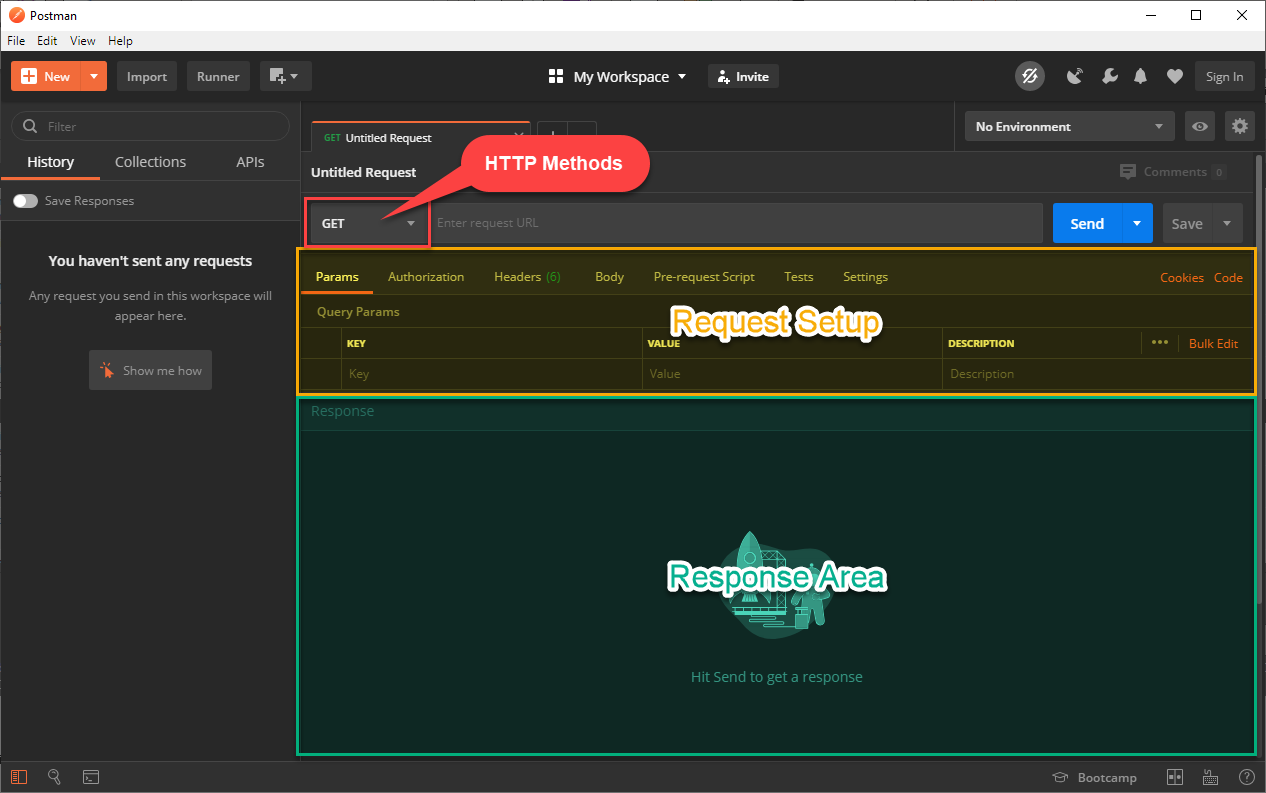 Postman
File Edit View Help
New Import Runner My Workspace Invite Sign In
Filter
GET Untitled Request
No Environment
History Collections APIs
HTTP Methods
Untitled Request
Comments 0
Save Responses
GET Enter request URL Send Save
You haven't sent any requests
Any request you send in this workspace will
appear here.
Show me how
Params Authorization Headers (6) Body Pre-request Script Tests Settings Cookies Code
Query Params
Request Setup
KEY VALUE DESCRIPTION Bulk Edit
Key Value Description
Response
Response Area
Hit Send to get a response
Bootcamp